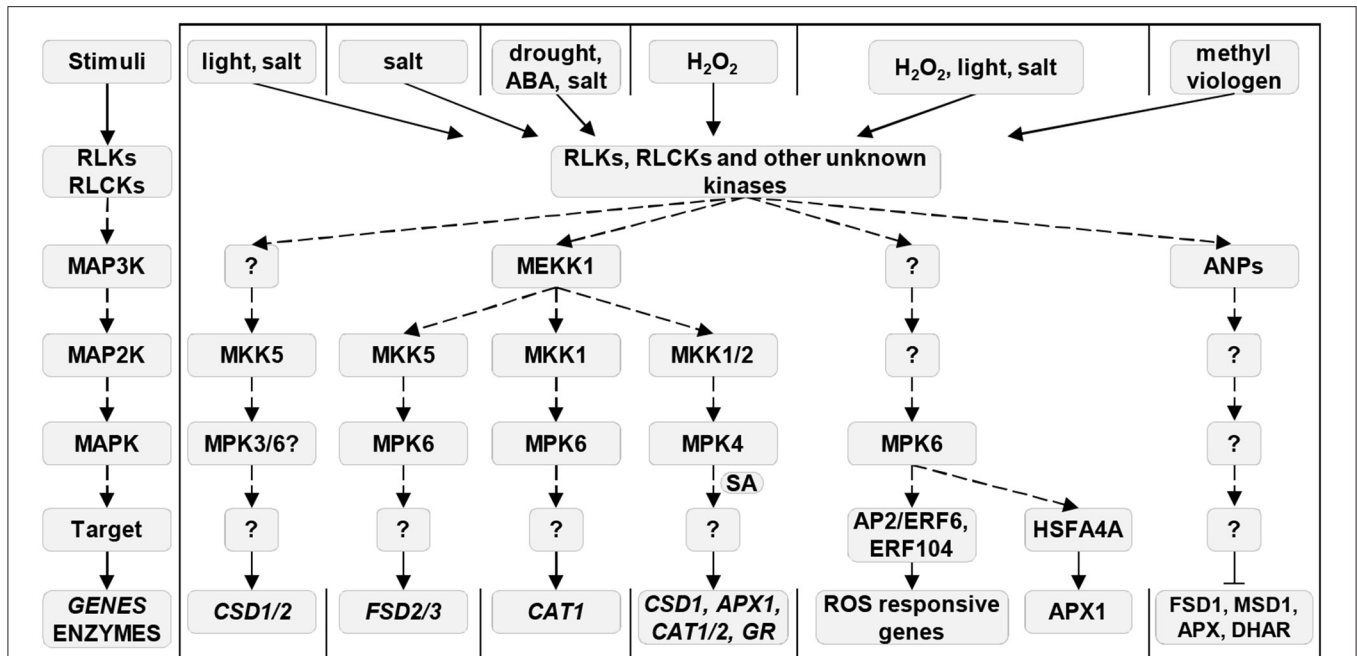 Stimuli
light, salt
salt
drought,
ABA, salt
H₂O₂
H₂O₂, light, salt
methyl
viologen
RLKs
RLCKs
RLKs, RLCKs and other unknown
kinases
MAP3K
?
MEKK1
?
ANPs
MAP2K
MKK5
MKK5
MKK1
MKK1/2
?
?
MAPK
MPK3/6?
MPK6
MPK6
MPK4
MPK6
?
SA
Target
?
?
?
?
AP2/ERF6,
ERF104
HSFA4A
?
GENES
ENZYMES
CSD1/2
FSD2/3
CAT1
CSD1, APX1,
CAT1/2, GR
ROS responsive
genes
APX1
FSD1, MSD1,
APX, DHAR